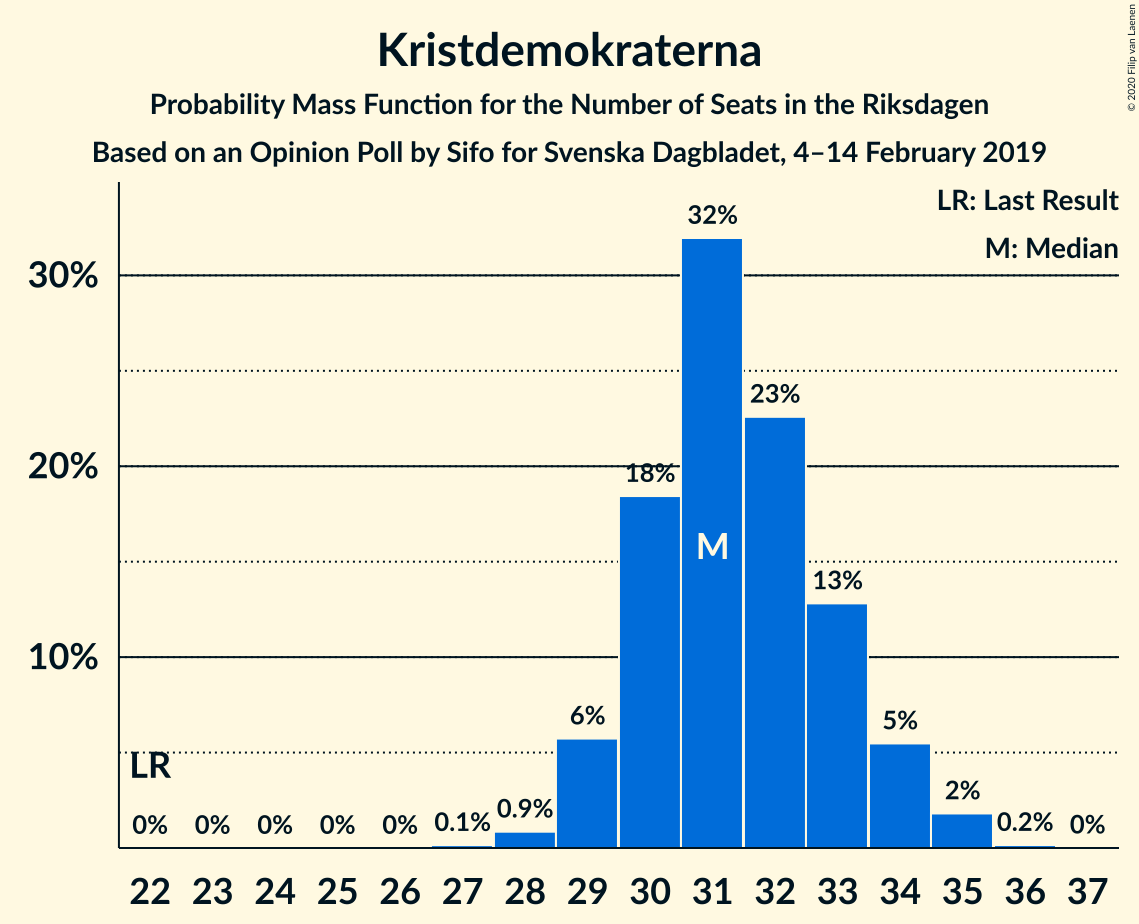 Kristdemokraterna
Probability Mass Function for the Number of Seats in the Riksdagen
Based on an Opinion Poll by Sifo for Svenska Dagbladet, 4–14 February 2019
© 2020 Filip van Laenen
LR: Last Result
M: Median
30%
20%
10%
LR
M
0% 0% 0% 0% 0% 0.1% 0.9% 6% 18% 32% 23% 13% 5% 2% 0.2% 0%
22 23 24 25 26 27 28 29 30 31 32 33 34 35 36 37